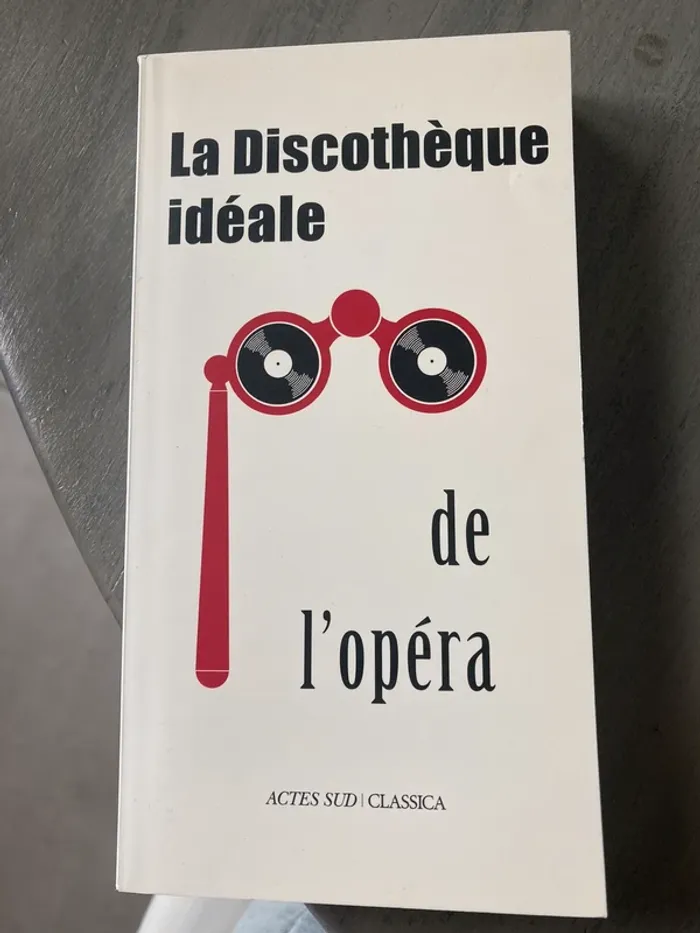 La Discothèque
idéale
de
l'opéra
ACTES SUD | CLASSICA